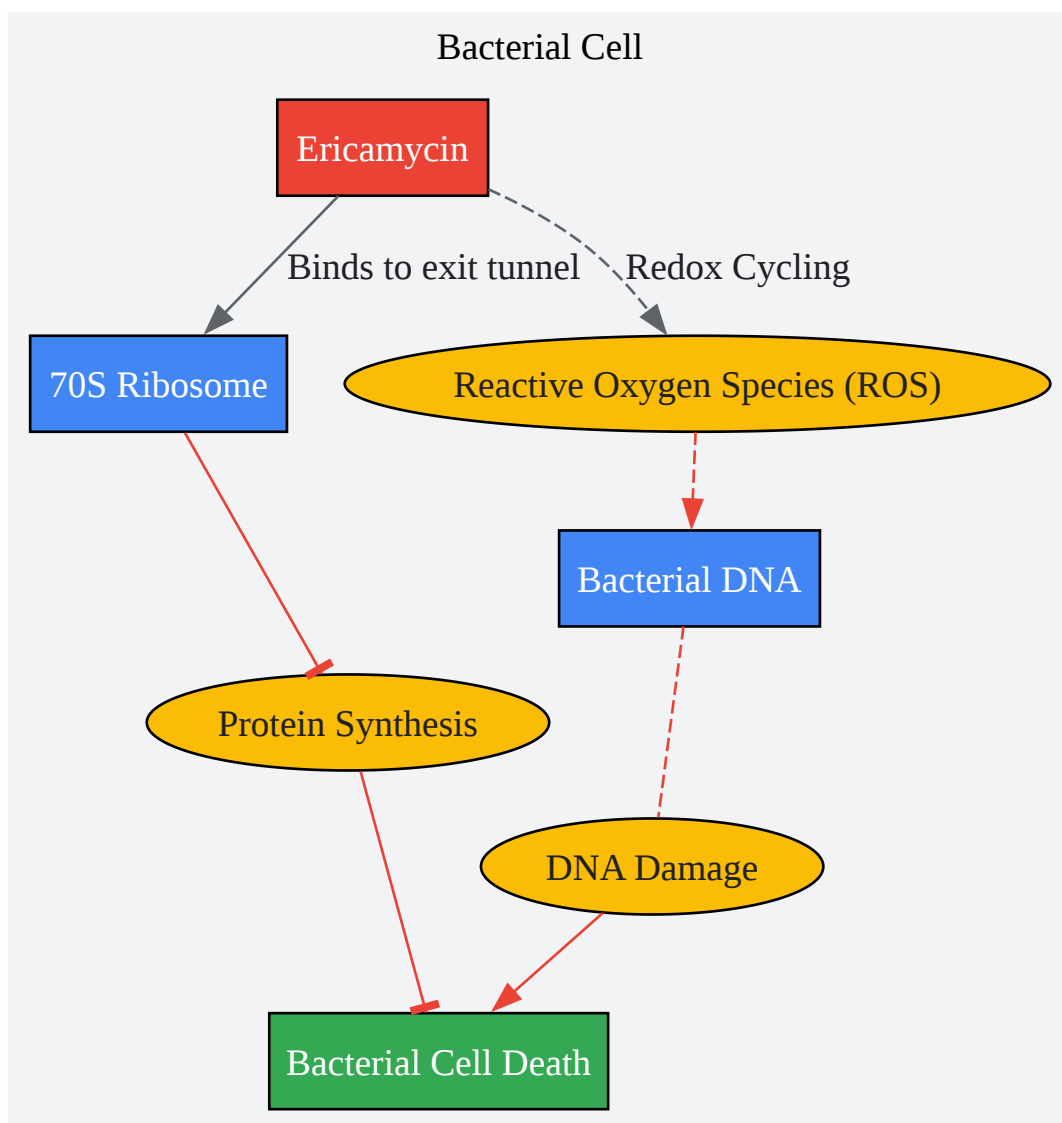 Bacterial Cell
Ericamycin
Binds to exit tunnel
Redox Cycling
70S Ribosome
Reactive Oxygen Species (ROS)
Bacterial DNA
Protein Synthesis
DNA Damage
Bacterial Cell Death